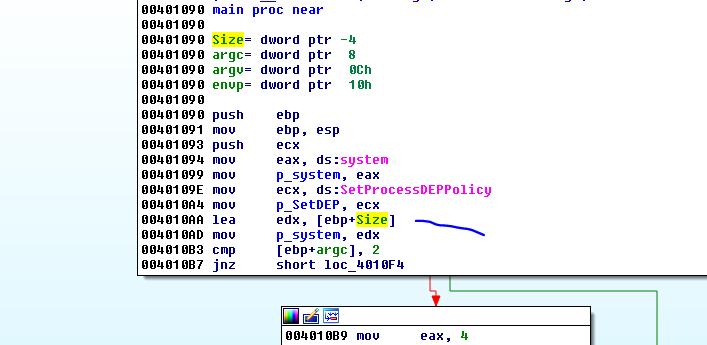 00401090 main proc near
00401090
00401090 Size= dword ptr -4
00401090 argc= dword ptr  8
00401090 argv= dword ptr  0Ch
00401090 envp= dword ptr  10h
00401090
00401090 push    ebp
00401091 mov     ebp, esp
00401093 push    ecx
00401094 mov     eax, ds:system
00401099 mov     p_system, eax
0040109E mov     ecx, ds:SetProcessDEPPolicy
004010A4 mov     p_SetDEP, ecx
004010AA lea     edx, [ebp+Size]
004010AD mov     p_system, edx
004010B3 cmp     [ebp+argc], 2
004010B7 jnz     short loc_4010F4
004010B9 mov     eax, 4